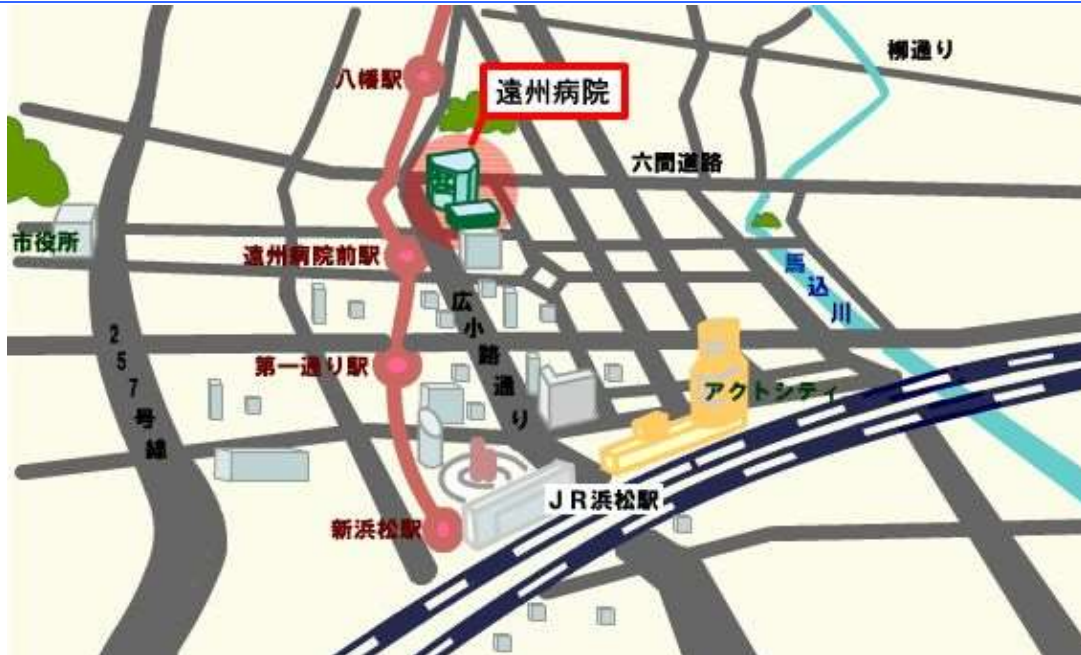 柳通り
八幡駅
遠州病院
六間道路
市役所
遠州病院前駅
馬込川
広小路通り
257号線
第一通り駅
アクトシティ
JR浜松駅
新浜松駅